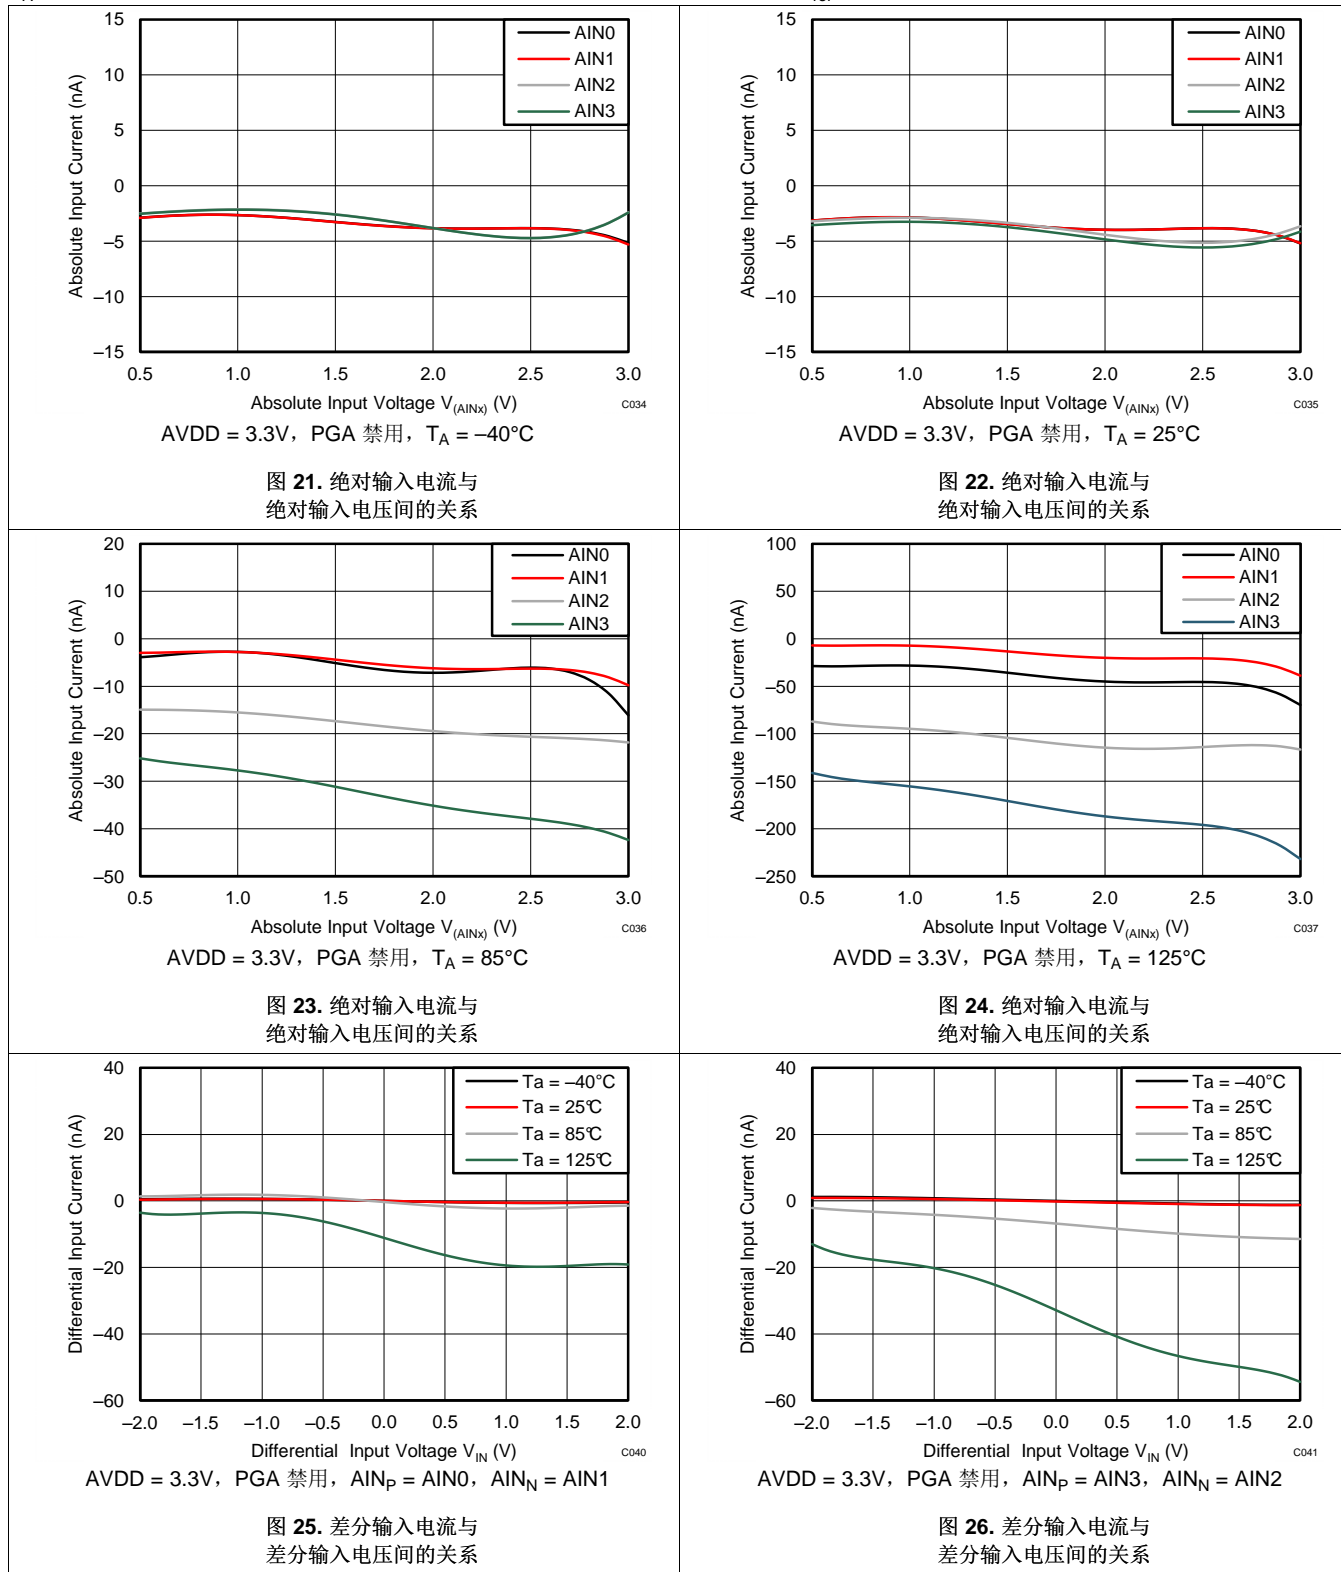 15
10
5
0
–5
–10
–15
0.5 1.0 1.5 2.0 2.5 3.0
Absolute Input Current (nA)
Absolute Input Voltage V(AINx) (V)
AIN0
AIN1
AIN2
AIN3
C034
AVDD = 3.3V，PGA 禁用，TA = –40°C
图 21. 绝对输入电流与
绝对输入电压间的关系
15
10
5
0
–5
–10
–15
0.5 1.0 1.5 2.0 2.5 3.0
Absolute Input Current (nA)
Absolute Input Voltage V(AINx) (V)
AIN0
AIN1
AIN2
AIN3
C035
AVDD = 3.3V，PGA 禁用，TA = 25°C
图 22. 绝对输入电流与
绝对输入电压间的关系
20
10
0
–10
–20
–30
–40
–50
0.5 1.0 1.5 2.0 2.5 3.0
Absolute Input Current (nA)
Absolute Input Voltage V(AINx) (V)
AIN0
AIN1
AIN2
AIN3
C036
AVDD = 3.3V，PGA 禁用，TA = 85°C
图 23. 绝对输入电流与
绝对输入电压间的关系
100
50
0
–50
–100
–150
–200
–250
0.5 1.0 1.5 2.0 2.5 3.0
Absolute Input Current (nA)
Absolute Input Voltage V(AINx) (V)
AIN0
AIN1
AIN2
AIN3
C037
AVDD = 3.3V，PGA 禁用，TA = 125°C
图 24. 绝对输入电流与
绝对输入电压间的关系
40
20
0
–20
–40
–60
–2.0 –1.5 –1.0 –0.5 0.0 0.5 1.0 1.5 2.0
Differential Input Current (nA)
Differential Input Voltage VIN (V)
Ta = –40°C
Ta = 25°C
Ta = 85°C
Ta = 125°C
C040
AVDD = 3.3V，PGA 禁用，AINP = AIN0，AINN = AIN1
图 25. 差分输入电流与
差分输入电压间的关系
40
20
0
–20
–40
–60
–2.0 –1.5 –1.0 –0.5 0.0 0.5 1.0 1.5 2.0
Differential Input Current (nA)
Differential Input Voltage VIN (V)
Ta = –40°C
Ta = 25°C
Ta = 85°C
Ta = 125°C
C041
AVDD = 3.3V，PGA 禁用，AINP = AIN3，AINN = AIN2
图 26. 差分输入电流与
差分输入电压间的关系